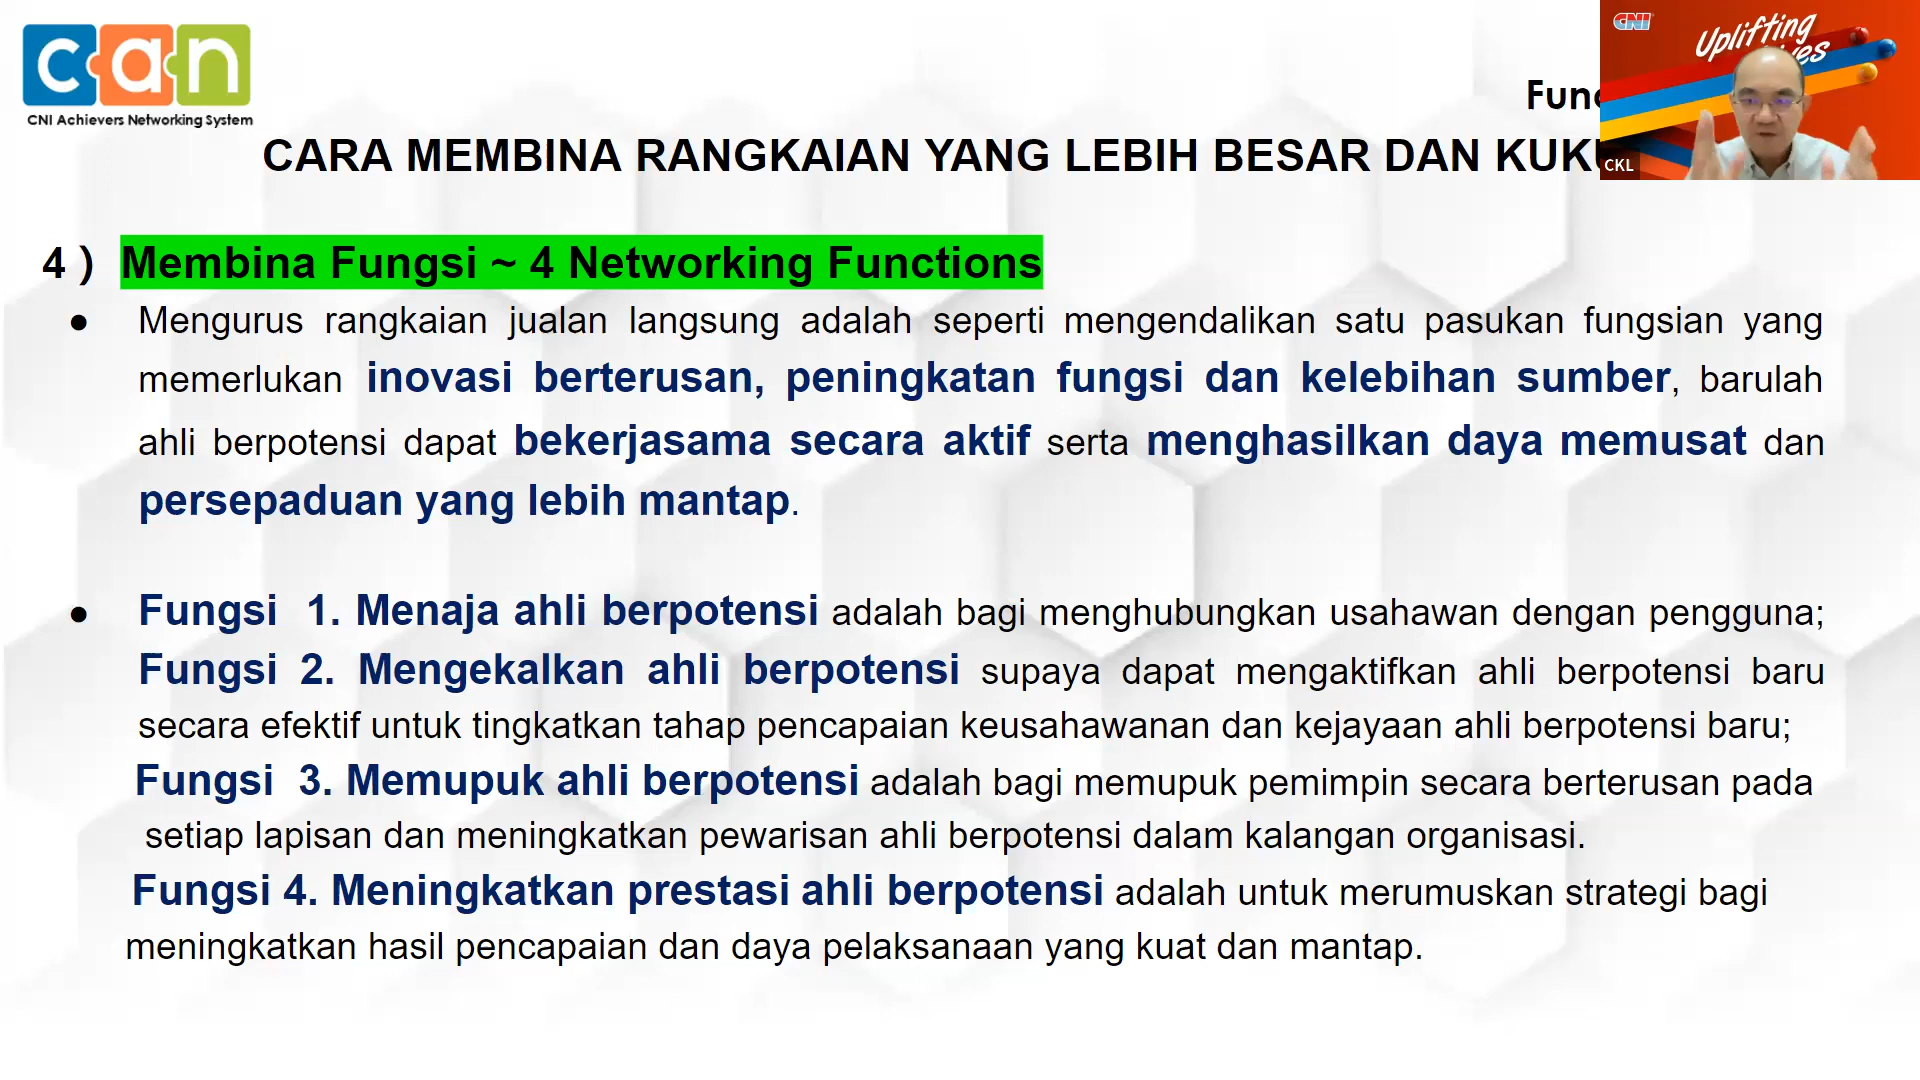 can
CNI Achievers Networking System
CNI
Uplifting
CKL
CARA MEMBINA RANGKAIAN YANG LEBIH BESAR DAN
4 ) Membina Fungsi ~ 4 Networking Functions
● Mengurus rangkaian jualan langsung adalah seperti mengendalikan satu pasukan fungsian yang
memerlukan inovasi berterusan, peningkatan fungsi dan kelebihan sumber, barulah
ahli berpotensi dapat bekerjasama secara aktif serta menghasilkan daya memusat dan
persepaduan yang lebih mantap.
● Fungsi 1. Menaja ahli berpotensi adalah bagi menghubungkan usahawan dengan pengguna;
Fungsi 2. Mengekalkan ahli berpotensi supaya dapat mengaktifkan ahli berpotensi baru
secara efektif untuk tingkatkan tahap pencapaian keusahawanan dan kejayaan ahli berpotensi baru;
Fungsi 3. Memupuk ahli berpotensi adalah bagi memupuk pemimpin secara berterusan pada
setiap lapisan dan meningkatkan pewarisan ahli berpotensi dalam kalangan organisasi.
Fungsi 4. Meningkatkan prestasi ahli berpotensi adalah untuk merumuskan strategi bagi
meningkatkan hasil pencapaian dan daya pelaksanaan yang kuat dan mantap.